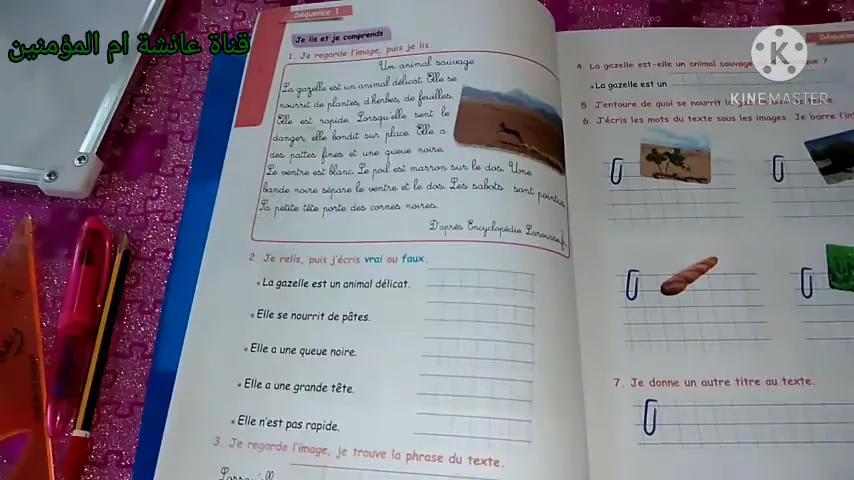 قناة عائشة ام المؤمنين
Séquence 1
Je lis et je comprends
1. Je regarde l'image, puis je lis.
Un animal sauvage
La gazelle est un animal délicat. Elle se
nourrit de plantes, d'herbes, de feuilles.
Elle est rapide. Lorsqu'elle sent le
danger, elle bondit sur place. Elle a
des pattes fines et une queue noire.
Le ventre est blanc. Le poil est marron sur le dos. Une
bande noire sépare le ventre et le dos. Les sabots sont pointus.
Sa petite tête porte des cornes noires.
D'après Encyclopédie Larousse.fr
2. Je relis, puis j'écris vrai ou faux.
La gazelle est un animal délicat.
Elle se nourrit de pâtes.
Elle a une queue noire.
Elle a une grande tête.
Elle n'est pas rapide.
3. Je regarde l'image, je trouve la phrase du texte.
Lorsqu'elle
Séquence
4. La gazelle est-elle un animal sauvage ?
La gazelle est un
5. J'entoure de quoi se nourrit
6. J'écris les mots du texte sous les images. Je barre l'in
7. Je donne un autre titre au texte.
KINEMASTER